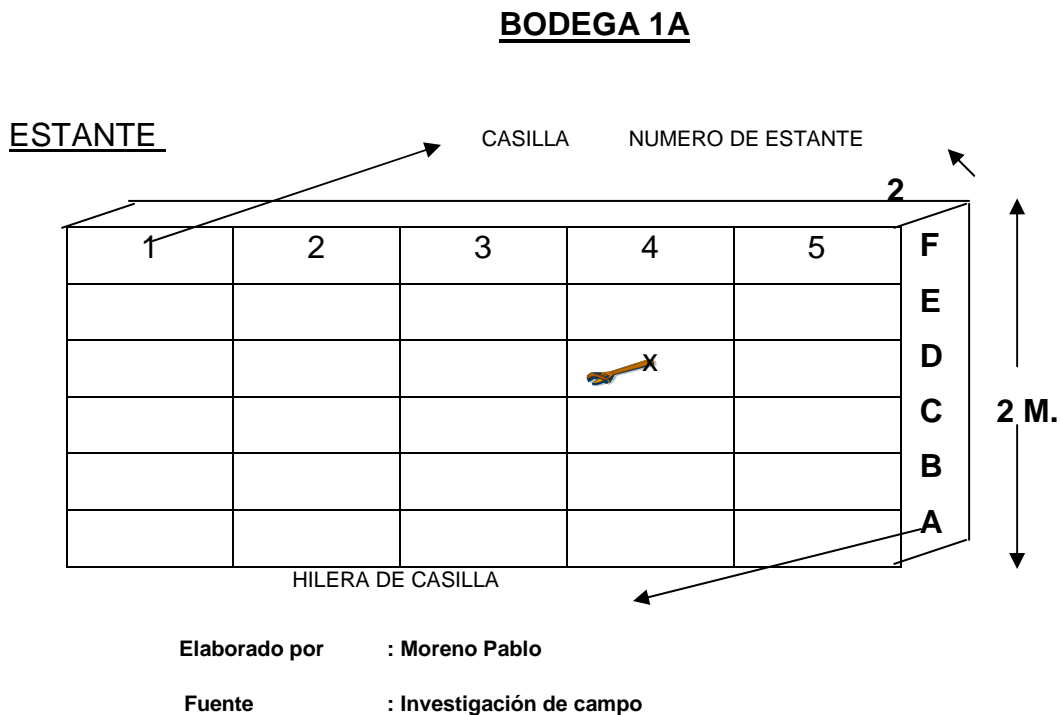 BODEGA 1A
ESTANTE
CASILLA NUMERO DE ESTANTE
2
1 2 3 4 5 F
E
X D
C 2 M.
B
A
HILERA DE CASILLA
Elaborado por : Moreno Pablo
Fuente : Investigación de campo